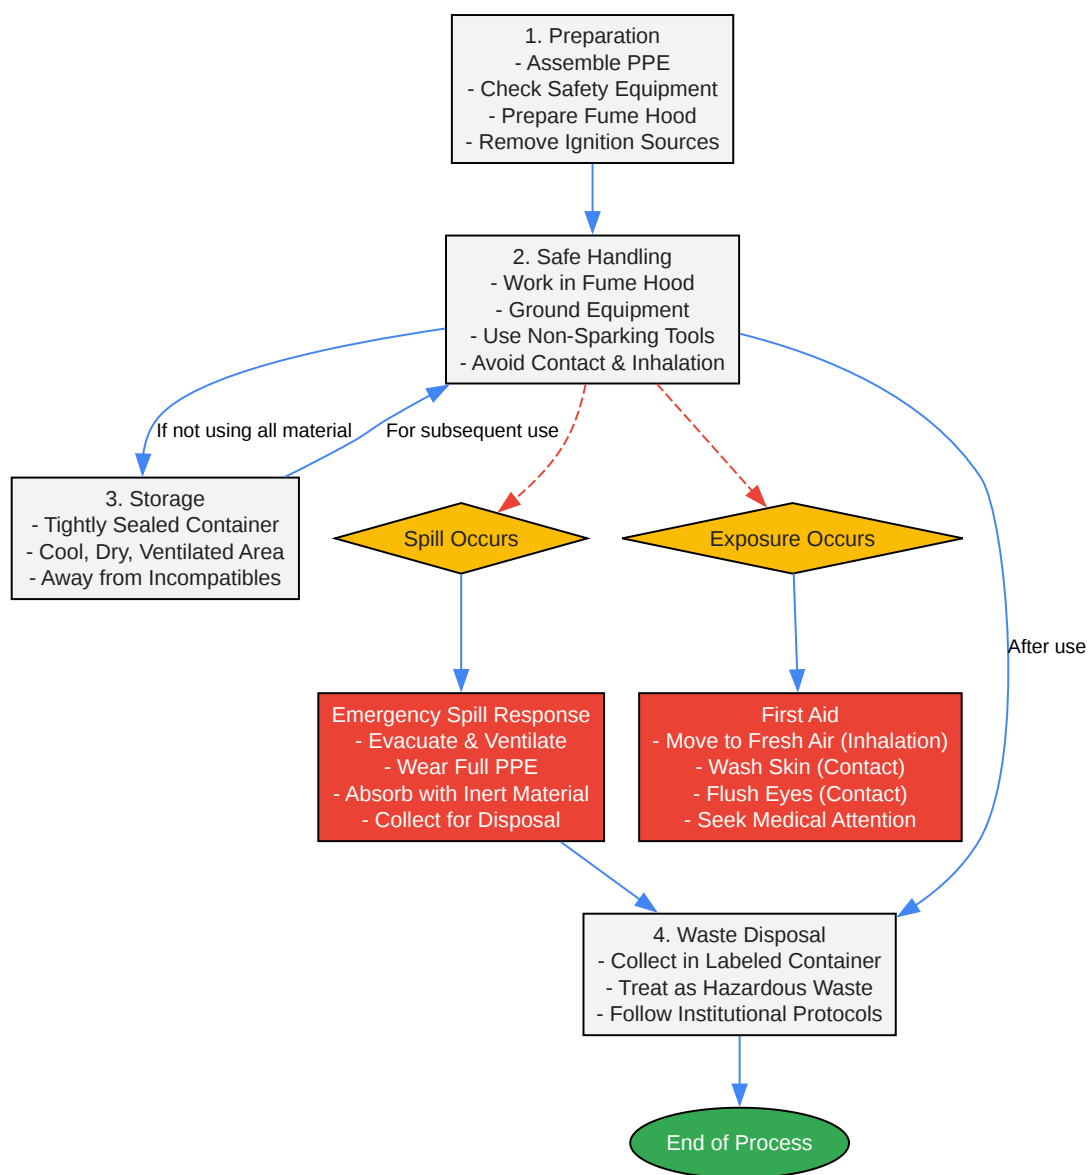 1. Preparation
- Assemble PPE
- Check Safety Equipment
- Prepare Fume Hood
- Remove Ignition Sources
2. Safe Handling
- Work in Fume Hood
- Ground Equipment
- Use Non-Sparking Tools
- Avoid Contact & Inhalation
If not using all material
For subsequent use
3. Storage
- Tightly Sealed Container
- Cool, Dry, Ventilated Area
- Away from Incompatibles
Spill Occurs
Exposure Occurs
After use
Emergency Spill Response
- Evacuate & Ventilate
- Wear Full PPE
- Absorb with Inert Material
- Collect for Disposal
First Aid
- Move to Fresh Air (Inhalation)
- Wash Skin (Contact)
- Flush Eyes (Contact)
- Seek Medical Attention
4. Waste Disposal
- Collect in Labeled Container
- Treat as Hazardous Waste
- Follow Institutional Protocols
End of Process